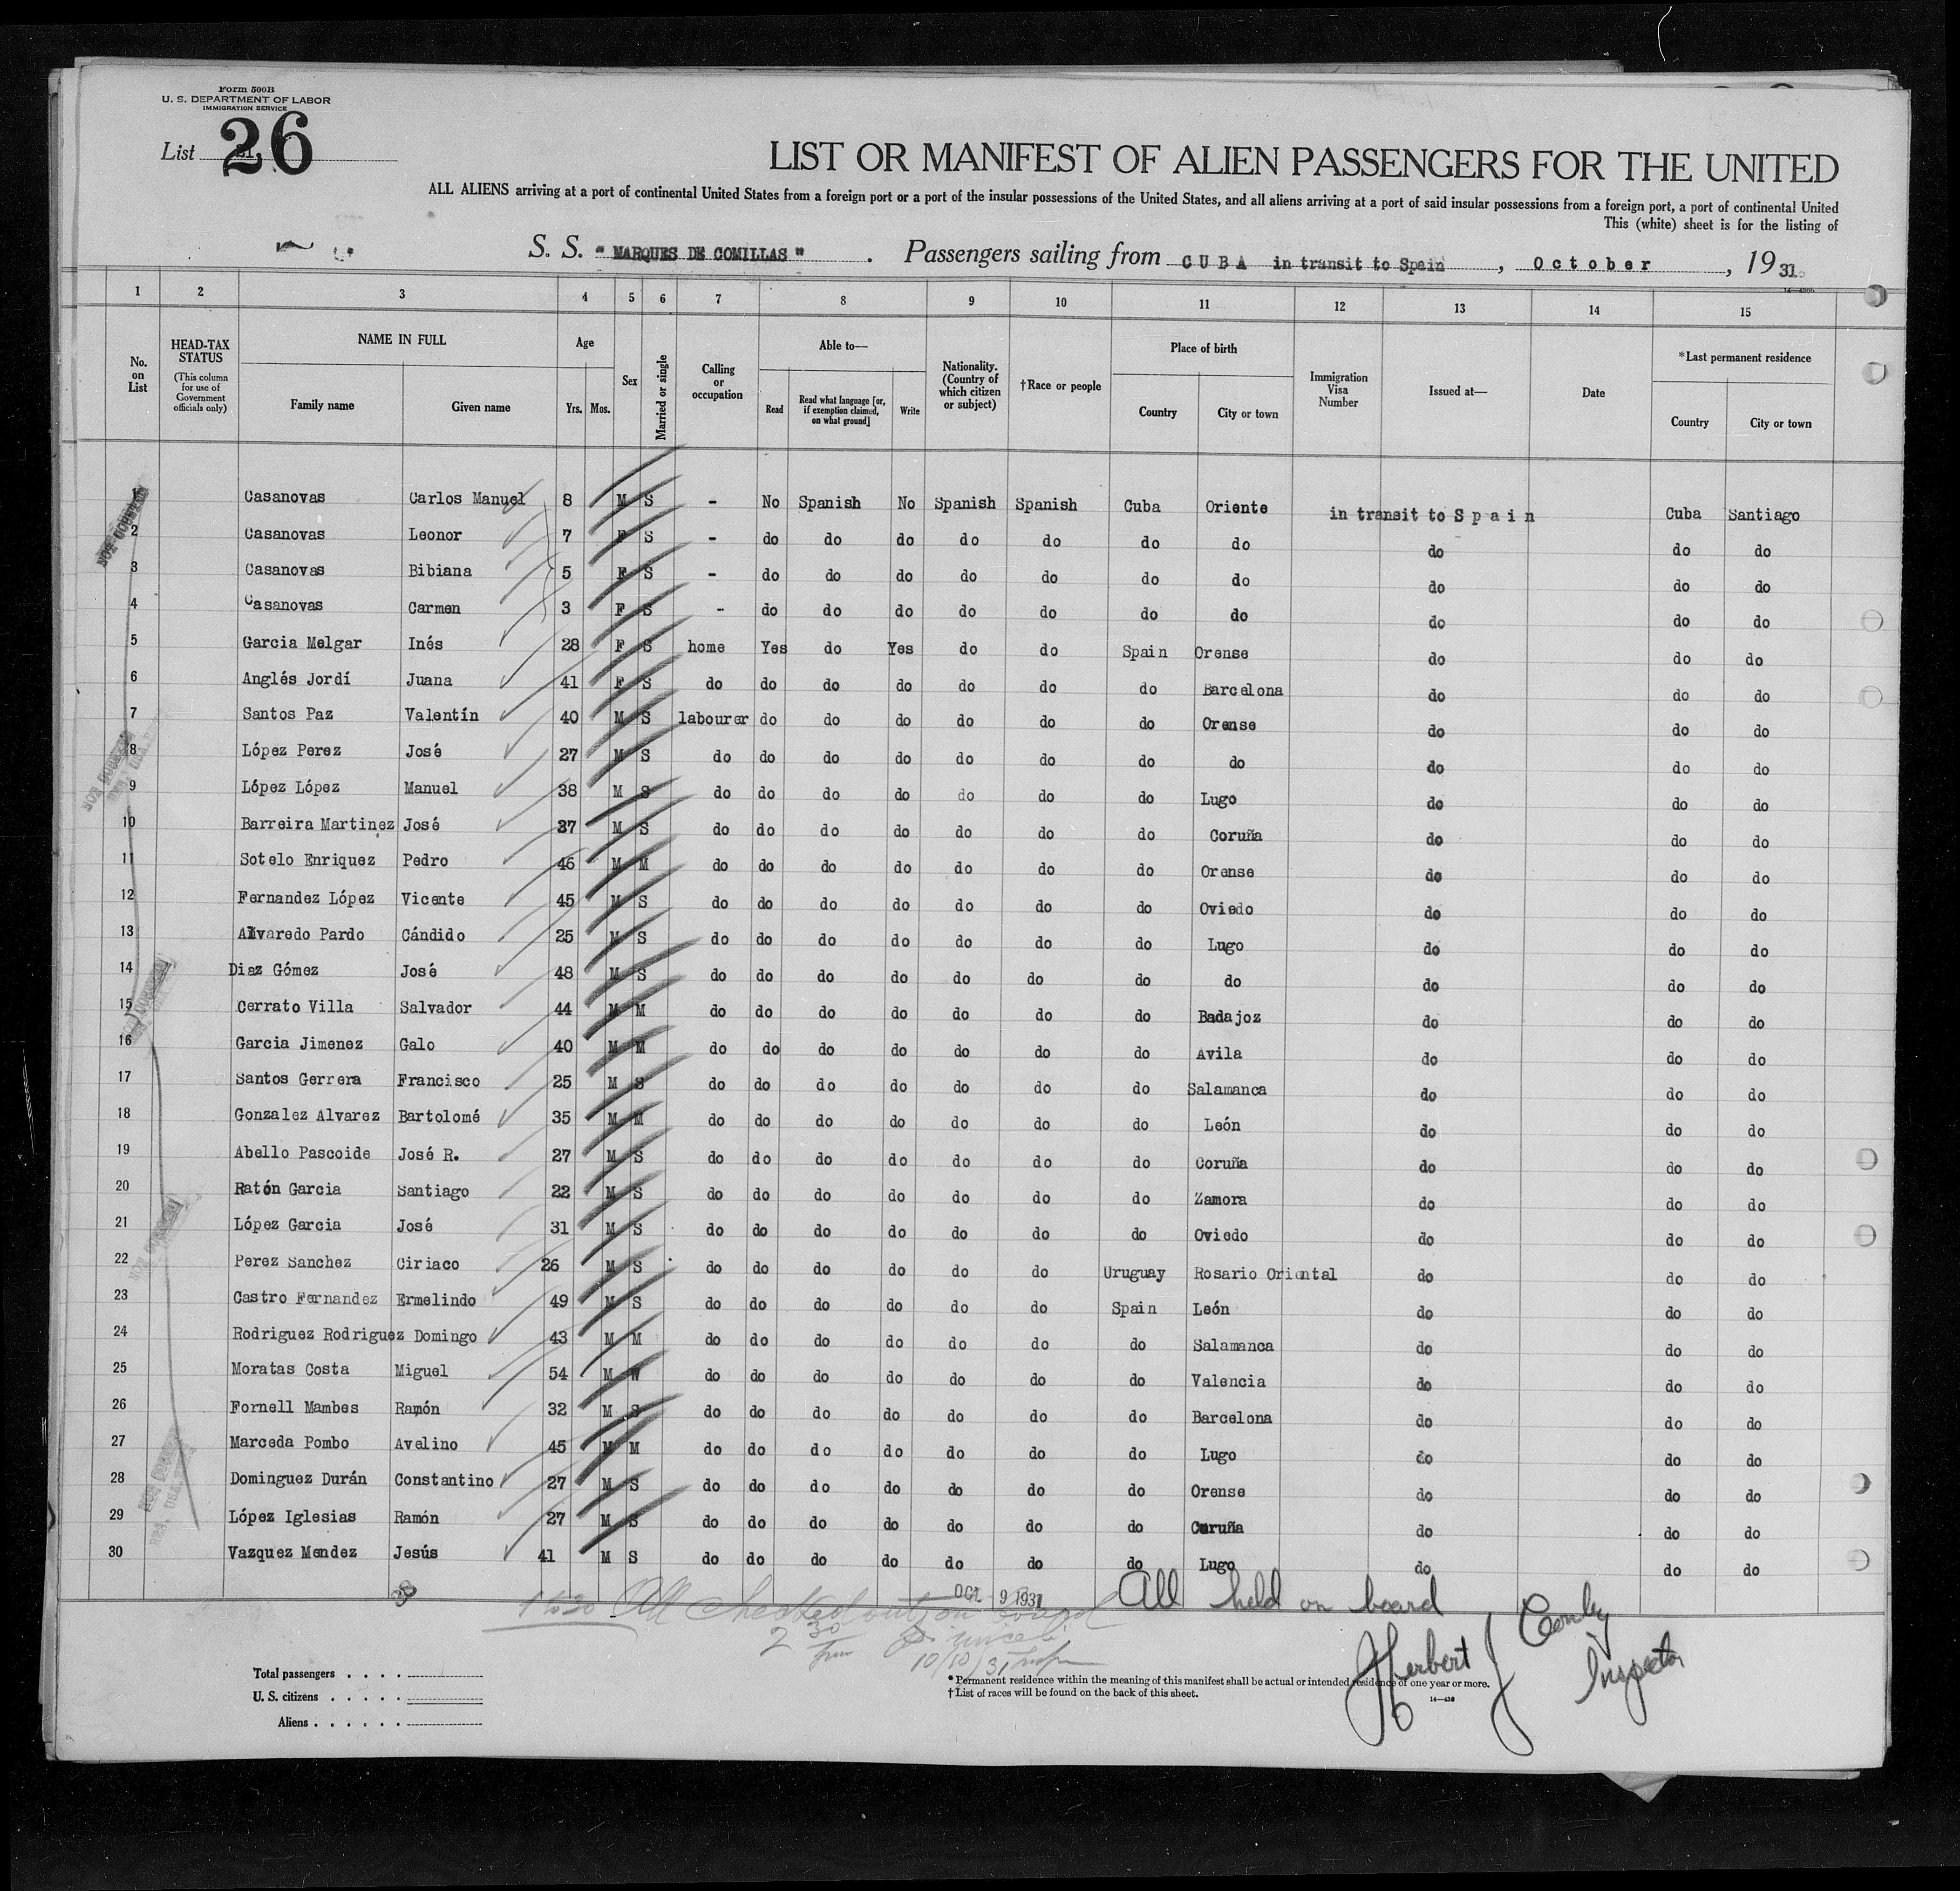 Form 500B
U. S. DEPARTMENT OF LABOR
IMMIGRATION SERVICE
List 26
LIST OR MANIFEST OF ALIEN PASSENGERS FOR THE UNITED
ALL ALIENS arriving at a port of continental United States from a foreign port or a port of the insular possessions of the United States, and all aliens arriving at a port of said insular possessions from a foreign port, a port of continental United
This (white) sheet is for the listing of
S. S. "MARQUES DE COMILLAS". Passengers sailing from CUBA in transit to Spain, October, 1931
1 2 3 4 5 6 7 8 9 10 11 12 13 14 15
No. on List
HEAD-TAX STATUS (This column for use of Government officials only)
NAME IN FULL
Family name Given name
Age
Yrs. Mos.
Sex
Married or single
Calling or occupation
Able to—
Read
Read what language [or, if exemption claimed, on what ground]
Write
Nationality. (Country of which citizen or subject)
†Race or people
Place of birth
Country City or town
Immigration Visa Number
Issued at—
Date
*Last permanent residence
Country City or town
1 Casanovas Carlos Manuel 8 M S - No Spanish No Spanish Spanish Cuba Oriente in transit to Spain Cuba Santiago
2 Casanovas Leonor 7 F S - do do do do do do do do do do
3 Casanovas Bibiana 5 F S - do do do do do do do do do do
4 Casanovas Carmen 3 F S - do do do do do do do do do do
5 Garcia Melgar Inés 28 F S home Yes do Yes do do Spain Orense do do do
6 Anglés Jordí Juana 41 F S do do do do do do do Barcelona do do do
7 Santos Paz Valentín 40 M S labourer do do do do do do Orense do do do
8 López Perez José 27 M S do do do do do do do do do do do
9 López López Manuel 38 M S do do do do do do do Lugo do do do
10 Barreira Martinez José 37 M S do do do do do do do Coruña do do do
11 Sotelo Enriquez Pedro 46 M M do do do do do do do Orense do do do
12 Fernandez López Vicente 45 M S do do do do do do do Oviedo do do do
13 Alvaredo Pardo Cándido 25 M S do do do do do do do Lugo do do do
14 Diaz Gómez José 48 M S do do do do do do do do do do do
15 Cerrato Villa Salvador 44 M M do do do do do do do Badajoz do do do
16 Garcia Jimenez Galo 40 M M do do do do do do do Avila do do do
17 Santos Gerrera Francisco 25 M S do do do do do do do Salamanca do do do
18 Gonzalez Alvarez Bartolomé 35 M M do do do do do do do León do do do
19 Abello Pascoide José R. 27 M S do do do do do do do Coruña do do do
20 Ratón Garcia Santiago 22 M S do do do do do do do Zamora do do do
21 López Garcia José 31 M S do do do do do do do Oviedo do do do
22 Perez Sanchez Ciriaco 26 M S do do do do do do Uruguay Rosario Oriental do do do
23 Castro Fernandez Ermelindo 49 M S do do do do do do Spain León do do do
24 Rodriguez Rodriguez Domingo 43 M M do do do do do do do Salamanca do do do
25 Moratas Costa Miguel 54 M W do do do do do do do Valencia do do do
26 Fornell Mambes Ramón 32 M S do do do do do do do Barcelona do do do
27 Marceda Pombo Avelino 45 M M do do do do do do do Lugo do do do
28 Dominguez Durán Constantino 27 M S do do do do do do do Orense do do do
29 López Iglesias Ramón 27 M S do do do do do do do Coruña do do do
30 Vazquez Mendez Jesús 41 M S do do do do do do do Lugo do do do
OCT 9 1931 All held on board
1 to 30 All checked out on board
2 30 pm
10/10/31
Herbert J Conly
Inspector
Total passengers
U. S. citizens
Aliens
* Permanent residence within the meaning of this manifest shall be actual or intended residence of one year or more.
† List of races will be found on the back of this sheet.
14—430